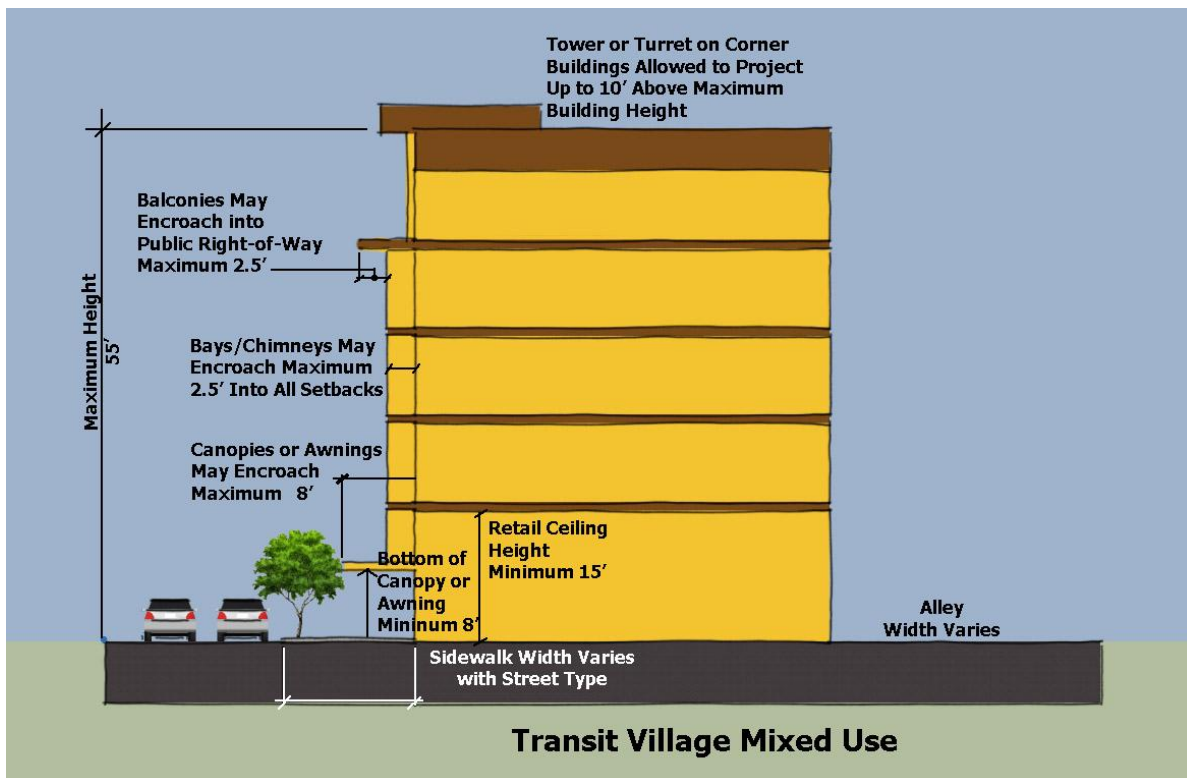 Tower or Turret on Corner
Buildings Allowed to Project
Up to 10′ Above Maximum
Building Height
Balconies May
Encroach into
Public Right-of-Way
Maximum 2.5′
Maximum Height
55′
Bays/Chimneys May
Encroach Maximum
2.5′ Into All Setbacks
Canopies or Awnings
May Encroach
Maximum 8′
Retail Ceiling
Height
Minimum 15′
Bottom of
Canopy or
Awning
Mininum 8′
Alley
Width Varies
Sidewalk Width Varies
with Street Type
Transit Village Mixed Use